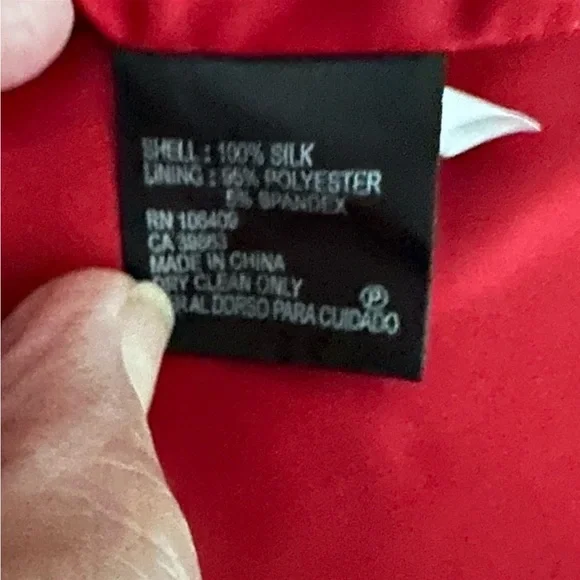 SHELL : 100% SILK
LINING : 95% POLYESTER
5% SPANDEX
RN 106409
CA
MADE IN CHINA
DRY CLEAN ONLY
P
AL DORSO PARA CUIDADO